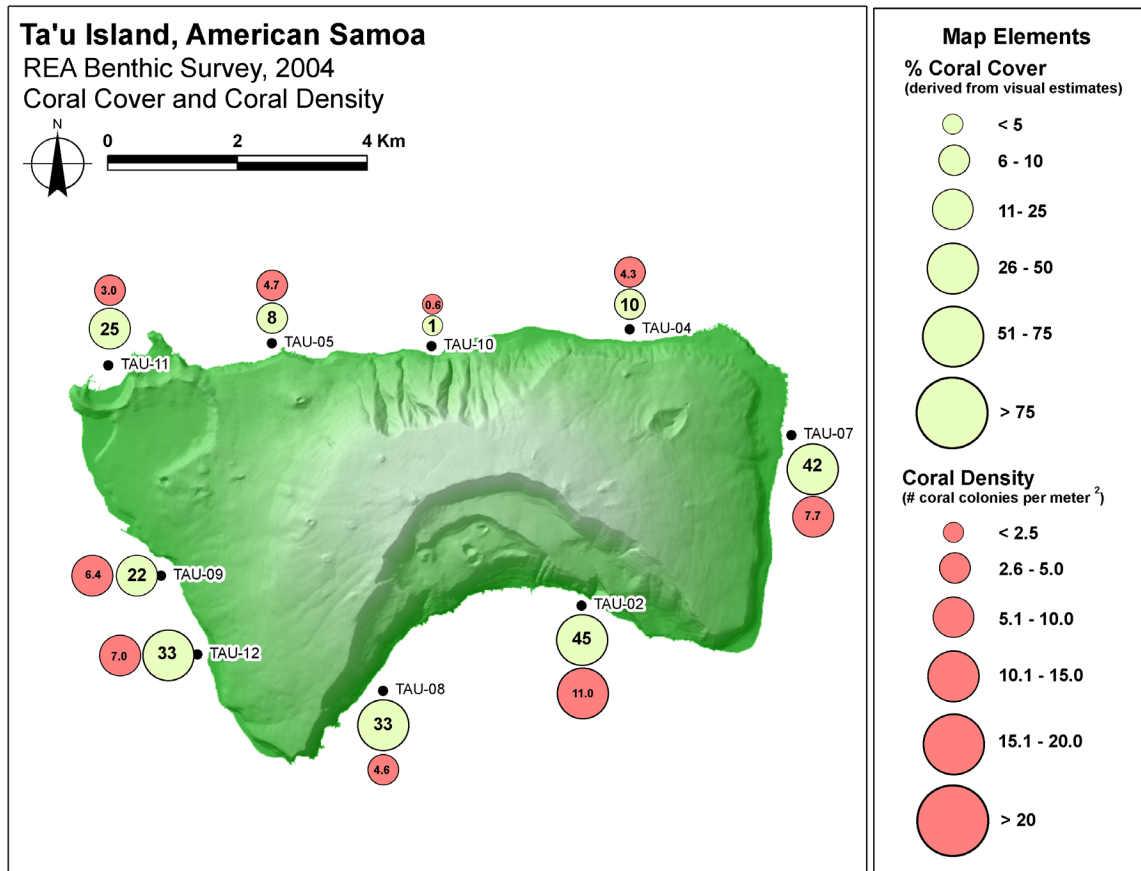 Ta'u Island, American Samoa
REA Benthic Survey, 2004
Coral Cover and Coral Density
N
0 2 4 Km
3.0
25
TAU-11
4.7
8
TAU-05
0.6
1
TAU-10
4.3
10
TAU-04
TAU-07
42
7.7
6.4 22 TAU-09
7.0 33 TAU-12
TAU-02
45
11.0
TAU-08
33
4.6
Map Elements
% Coral Cover
(derived from visual estimates)
< 5
6 - 10
11- 25
26 - 50
51 - 75
> 75
Coral Density
(# coral colonies per meter ²)
< 2.5
2.6 - 5.0
5.1 - 10.0
10.1 - 15.0
15.1 - 20.0
> 20